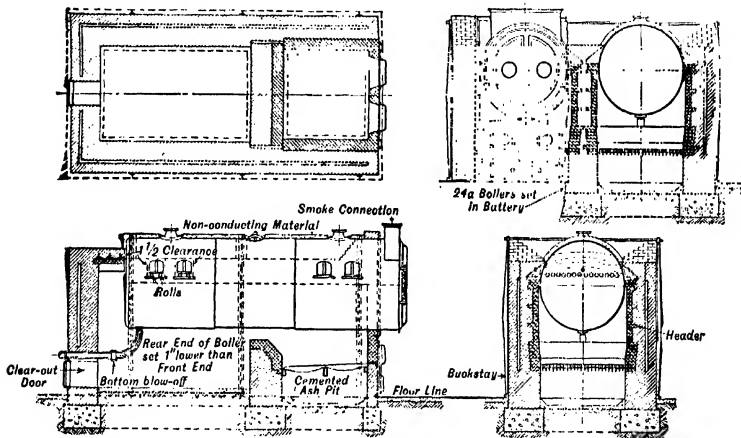 24a Boilers set
in Battery
Smoke Connection
Non-conducting Material
1½ Clearance
Rolls
Rear End of Boiler
set 1" lower than
Front End
Clear-out
Door
Bottom blow-off
Cemented
Ash Pit
Floor Line
Header
Buckstay